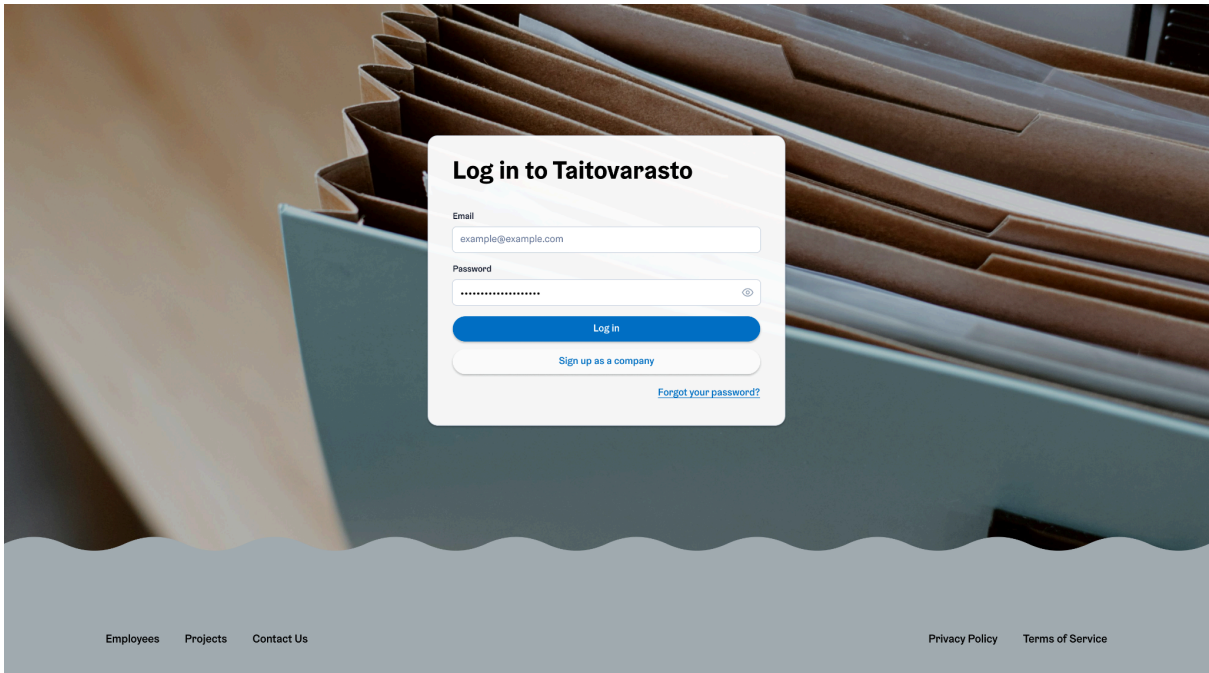 Log in to Taitovarasto
Email
example@example.com
Password
••••••••••••••••••••
Log in
Sign up as a company
Forgot your password?
Employees Projects Contact Us Privacy Policy Terms of Service